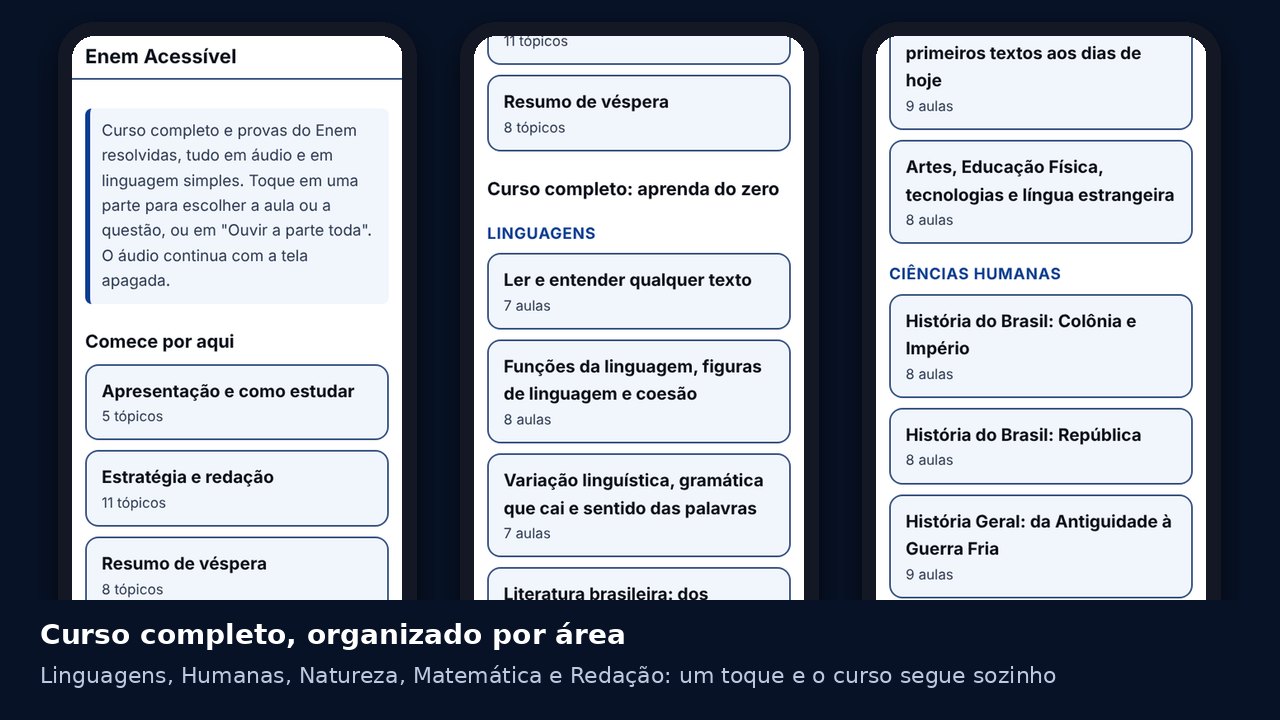 Enem Acessível
Curso completo e provas do Enem
resolvidas, tudo em áudio e em
linguagem simples. Toque em uma
parte para escolher a aula ou a
questão, ou em "Ouvir a parte toda".
O áudio continua com a tela
apagada.
Comece por aqui
Apresentação e como estudar
5 tópicos
Estratégia e redação
11 tópicos
Resumo de véspera
8 tópicos
11 tópicos
Resumo de véspera
8 tópicos
Curso completo: aprenda do zero
LINGUAGENS
Ler e entender qualquer texto
7 aulas
Funções da linguagem, figuras
de linguagem e coesão
8 aulas
Variação linguística, gramática
que cai e sentido das palavras
7 aulas
Literatura brasileira: dos
primeiros textos aos dias de
hoje
9 aulas
Artes, Educação Física,
tecnologias e língua estrangeira
8 aulas
CIÊNCIAS HUMANAS
História do Brasil: Colônia e
Império
8 aulas
História do Brasil: República
8 aulas
História Geral: da Antiguidade à
Guerra Fria
9 aulas
Curso completo, organizado por área
Linguagens, Humanas, Natureza, Matemática e Redação: um toque e o curso segue sozinho